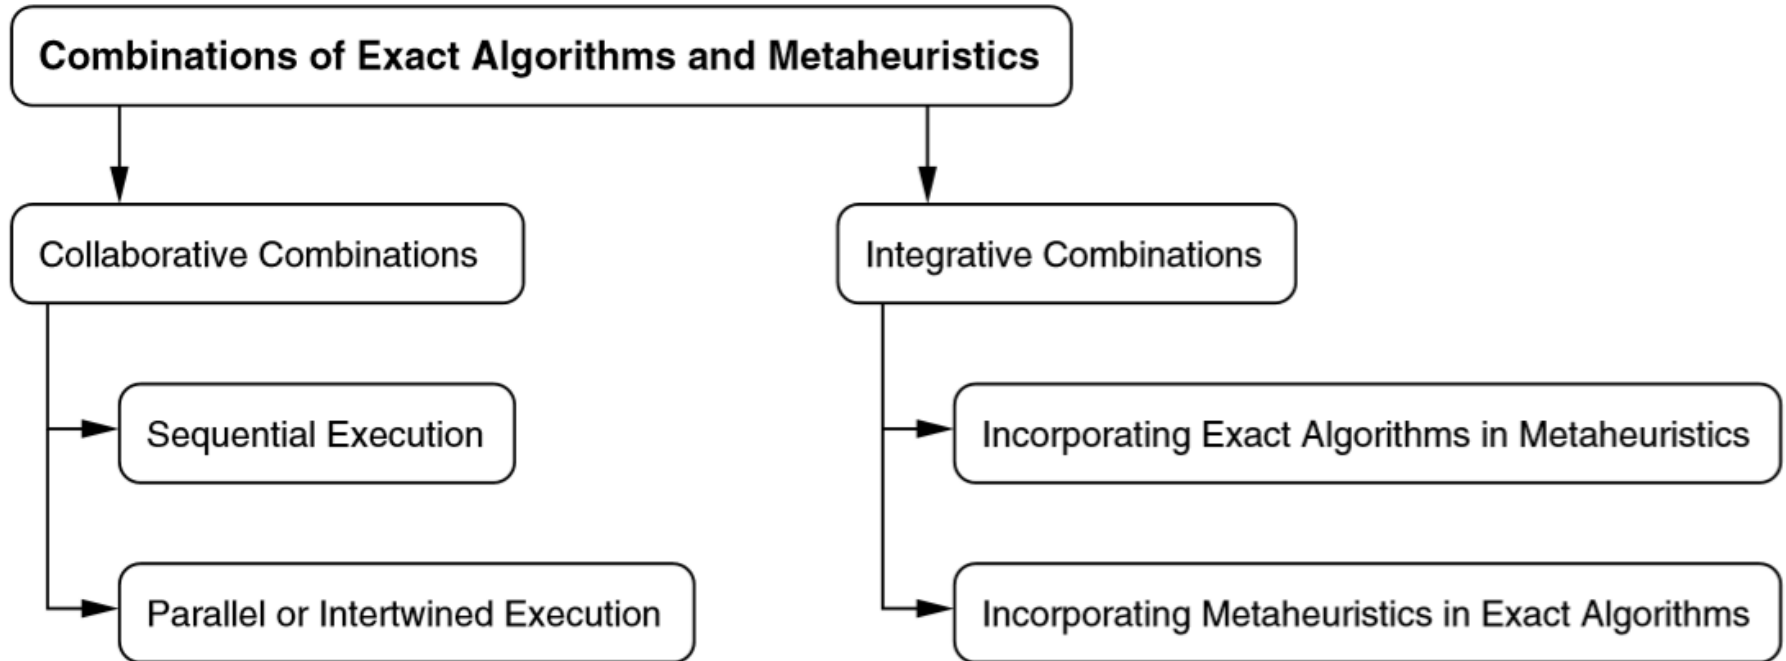 Combinations of Exact Algorithms and Metaheuristics
Collaborative Combinations
Sequential Execution
Parallel or Intertwined Execution
Integrative Combinations
Incorporating Exact Algorithms in Metaheuristics
Incorporating Metaheuristics in Exact Algorithms